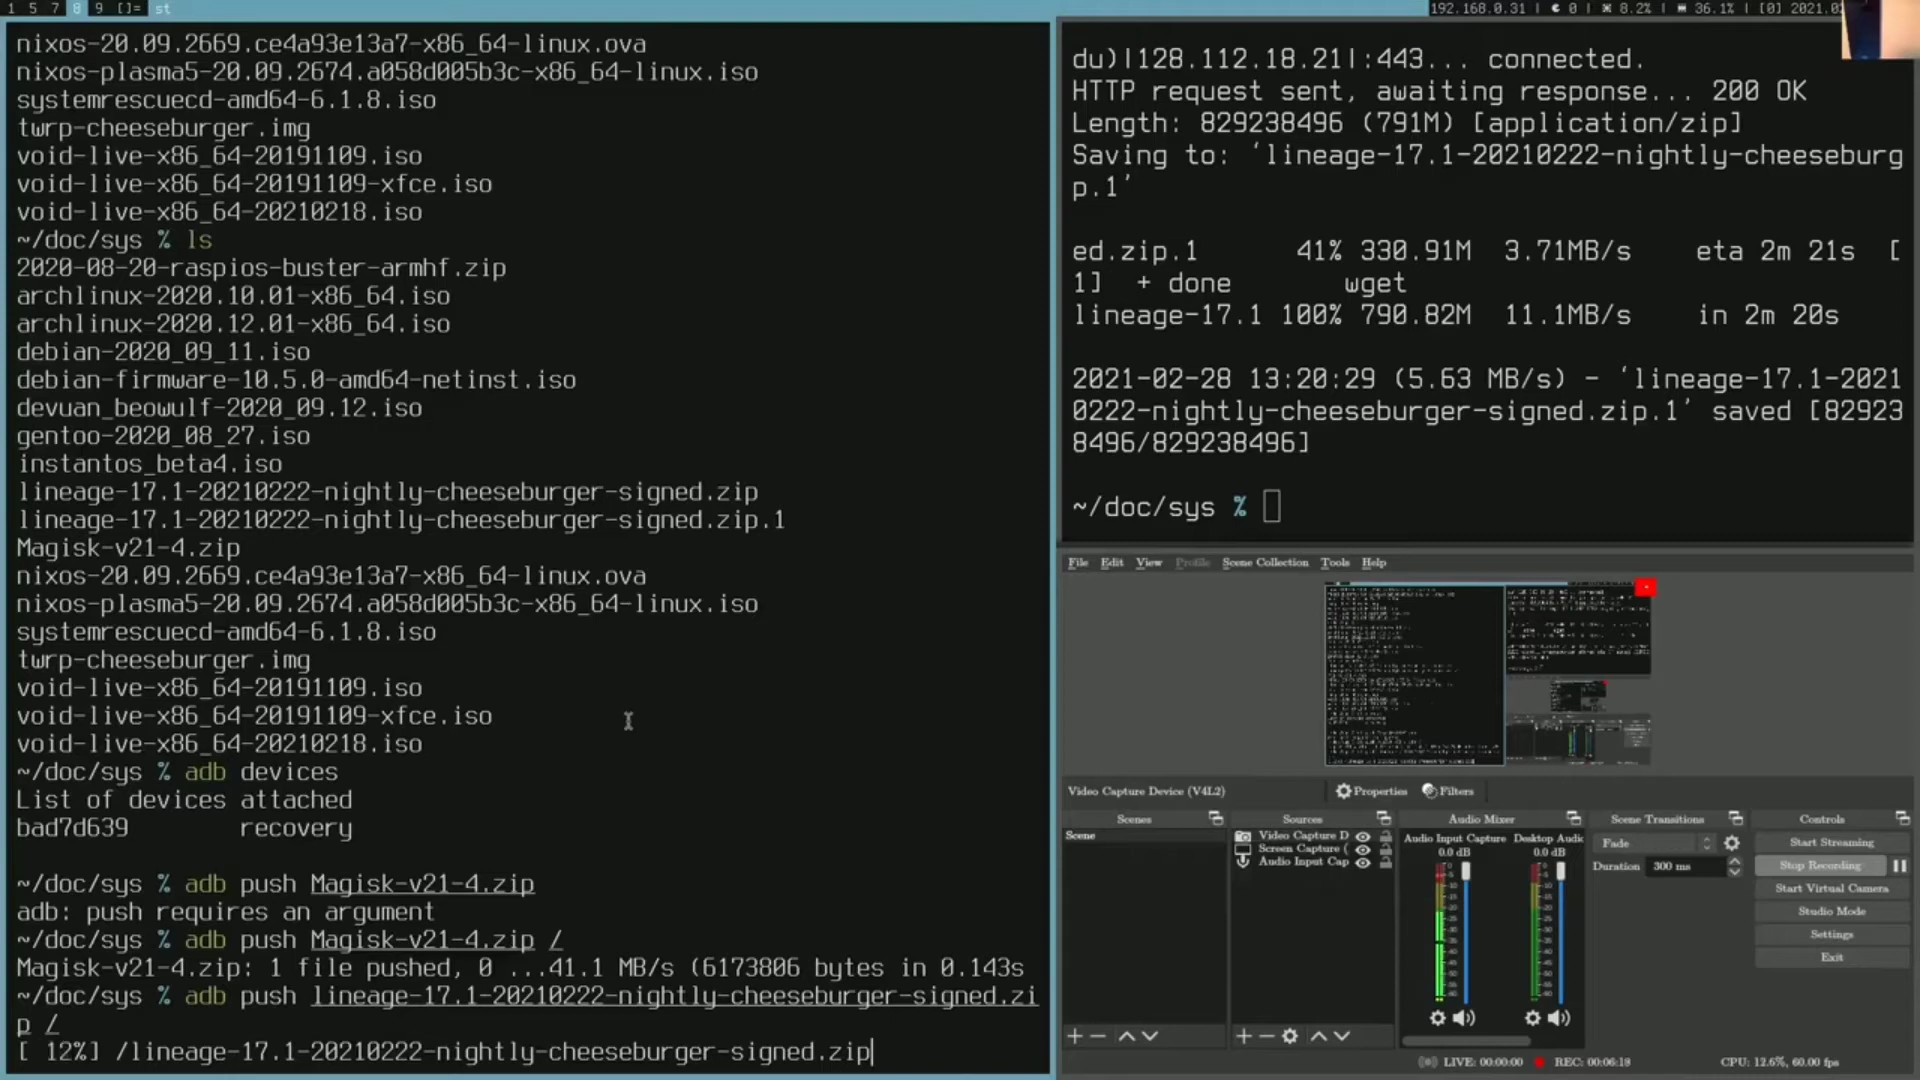 1 5 7 8 9 []= st
192.168.0.31 | 0 | 8.2% | 36.1% | [0] 2021.02
nixos-20.09.2669.ce4a93e13a7-x86_64-linux.ova
nixos-plasma5-20.09.2674.a058d005b3c-x86_64-linux.iso
systemrescuecd-amd64-6.1.8.iso
twrp-cheeseburger.img
void-live-x86_64-20191109.iso
void-live-x86_64-20191109-xfce.iso
void-live-x86_64-20210218.iso
~/doc/sys % ls
2020-08-20-raspios-buster-armhf.zip
archlinux-2020.10.01-x86_64.iso
archlinux-2020.12.01-x86_64.iso
debian-2020_09_11.iso
debian-firmware-10.5.0-amd64-netinst.iso
devuan_beowulf-2020_09.12.iso
gentoo-2020_08_27.iso
instantos_beta4.iso
lineage-17.1-20210222-nightly-cheeseburger-signed.zip
lineage-17.1-20210222-nightly-cheeseburger-signed.zip.1
Magisk-v21-4.zip
nixos-20.09.2669.ce4a93e13a7-x86_64-linux.ova
nixos-plasma5-20.09.2674.a058d005b3c-x86_64-linux.iso
systemrescuecd-amd64-6.1.8.iso
twrp-cheeseburger.img
void-live-x86_64-20191109.iso
void-live-x86_64-20191109-xfce.iso
void-live-x86_64-20210218.iso
~/doc/sys % adb devices
List of devices attached
bad7d639 recovery
~/doc/sys % adb push Magisk-v21-4.zip
adb: push requires an argument
~/doc/sys % adb push Magisk-v21-4.zip /
Magisk-v21-4.zip: 1 file pushed, 0 ...41.1 MB/s (6173806 bytes in 0.143s
~/doc/sys % adb push lineage-17.1-20210222-nightly-cheeseburger-signed.zi
p /
[ 12%] /lineage-17.1-20210222-nightly-cheeseburger-signed.zip
du)|128.112.18.21|:443... connected.
HTTP request sent, awaiting response... 200 OK
Length: 829238496 (791M) [application/zip]
Saving to: ‘lineage-17.1-20210222-nightly-cheeseburg
p.1’
ed.zip.1 41% 330.91M 3.71MB/s eta 2m 21s [
1] + done wget
lineage-17.1 100% 790.82M 11.1MB/s in 2m 20s
2021-02-28 13:20:29 (5.63 MB/s) - ‘lineage-17.1-2021
0222-nightly-cheeseburger-signed.zip.1’ saved [82923
8496/829238496]
~/doc/sys %
File Edit View Profile Scene Collection Tools Help
Video Capture Device (V4L2) Properties Filters
Scenes Sources Audio Mixer Scene Transitions Controls
Scene
Video Capture D
Screen Capture (
Audio Input Cap
Audio Input Capture Desktop Audio
0.0 dB 0.0 dB
Fade
Duration 300 ms
Start Streaming
Stop Recording
Start Virtual Camera
Studio Mode
Settings
Exit
LIVE: 00:00:00 REC: 00:06:18 CPU: 12.6%, 60.00 fps